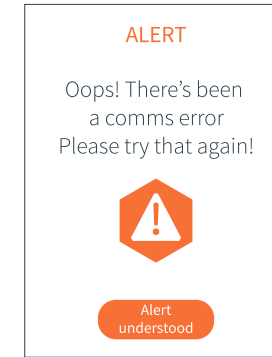 ALERT
Oops! There’s been
a comms error
Please try that again!
Alert
understood